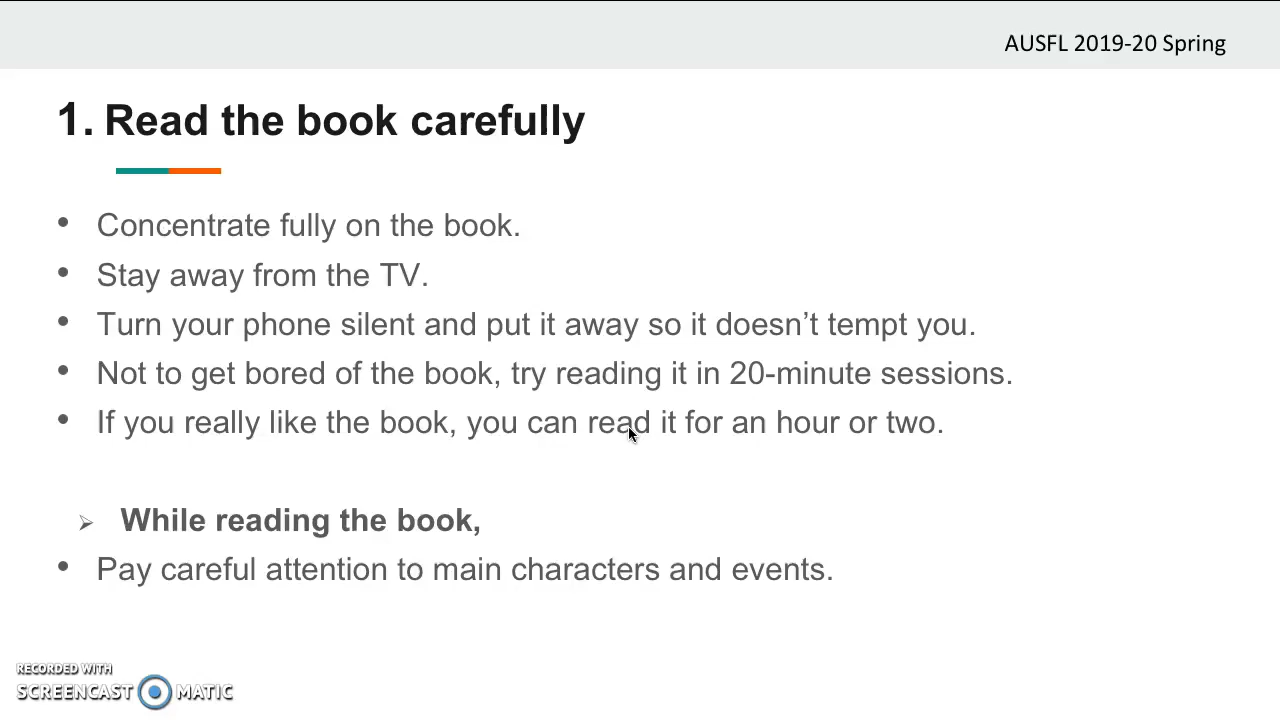 AUSFL 2019-20 Spring
1. Read the book carefully
• Concentrate fully on the book.
• Stay away from the TV.
• Turn your phone silent and put it away so it doesn’t tempt you.
• Not to get bored of the book, try reading it in 20-minute sessions.
• If you really like the book, you can read it for an hour or two.
➢ While reading the book,
• Pay careful attention to main characters and events.
RECORDED WITH
SCREENCAST MATIC